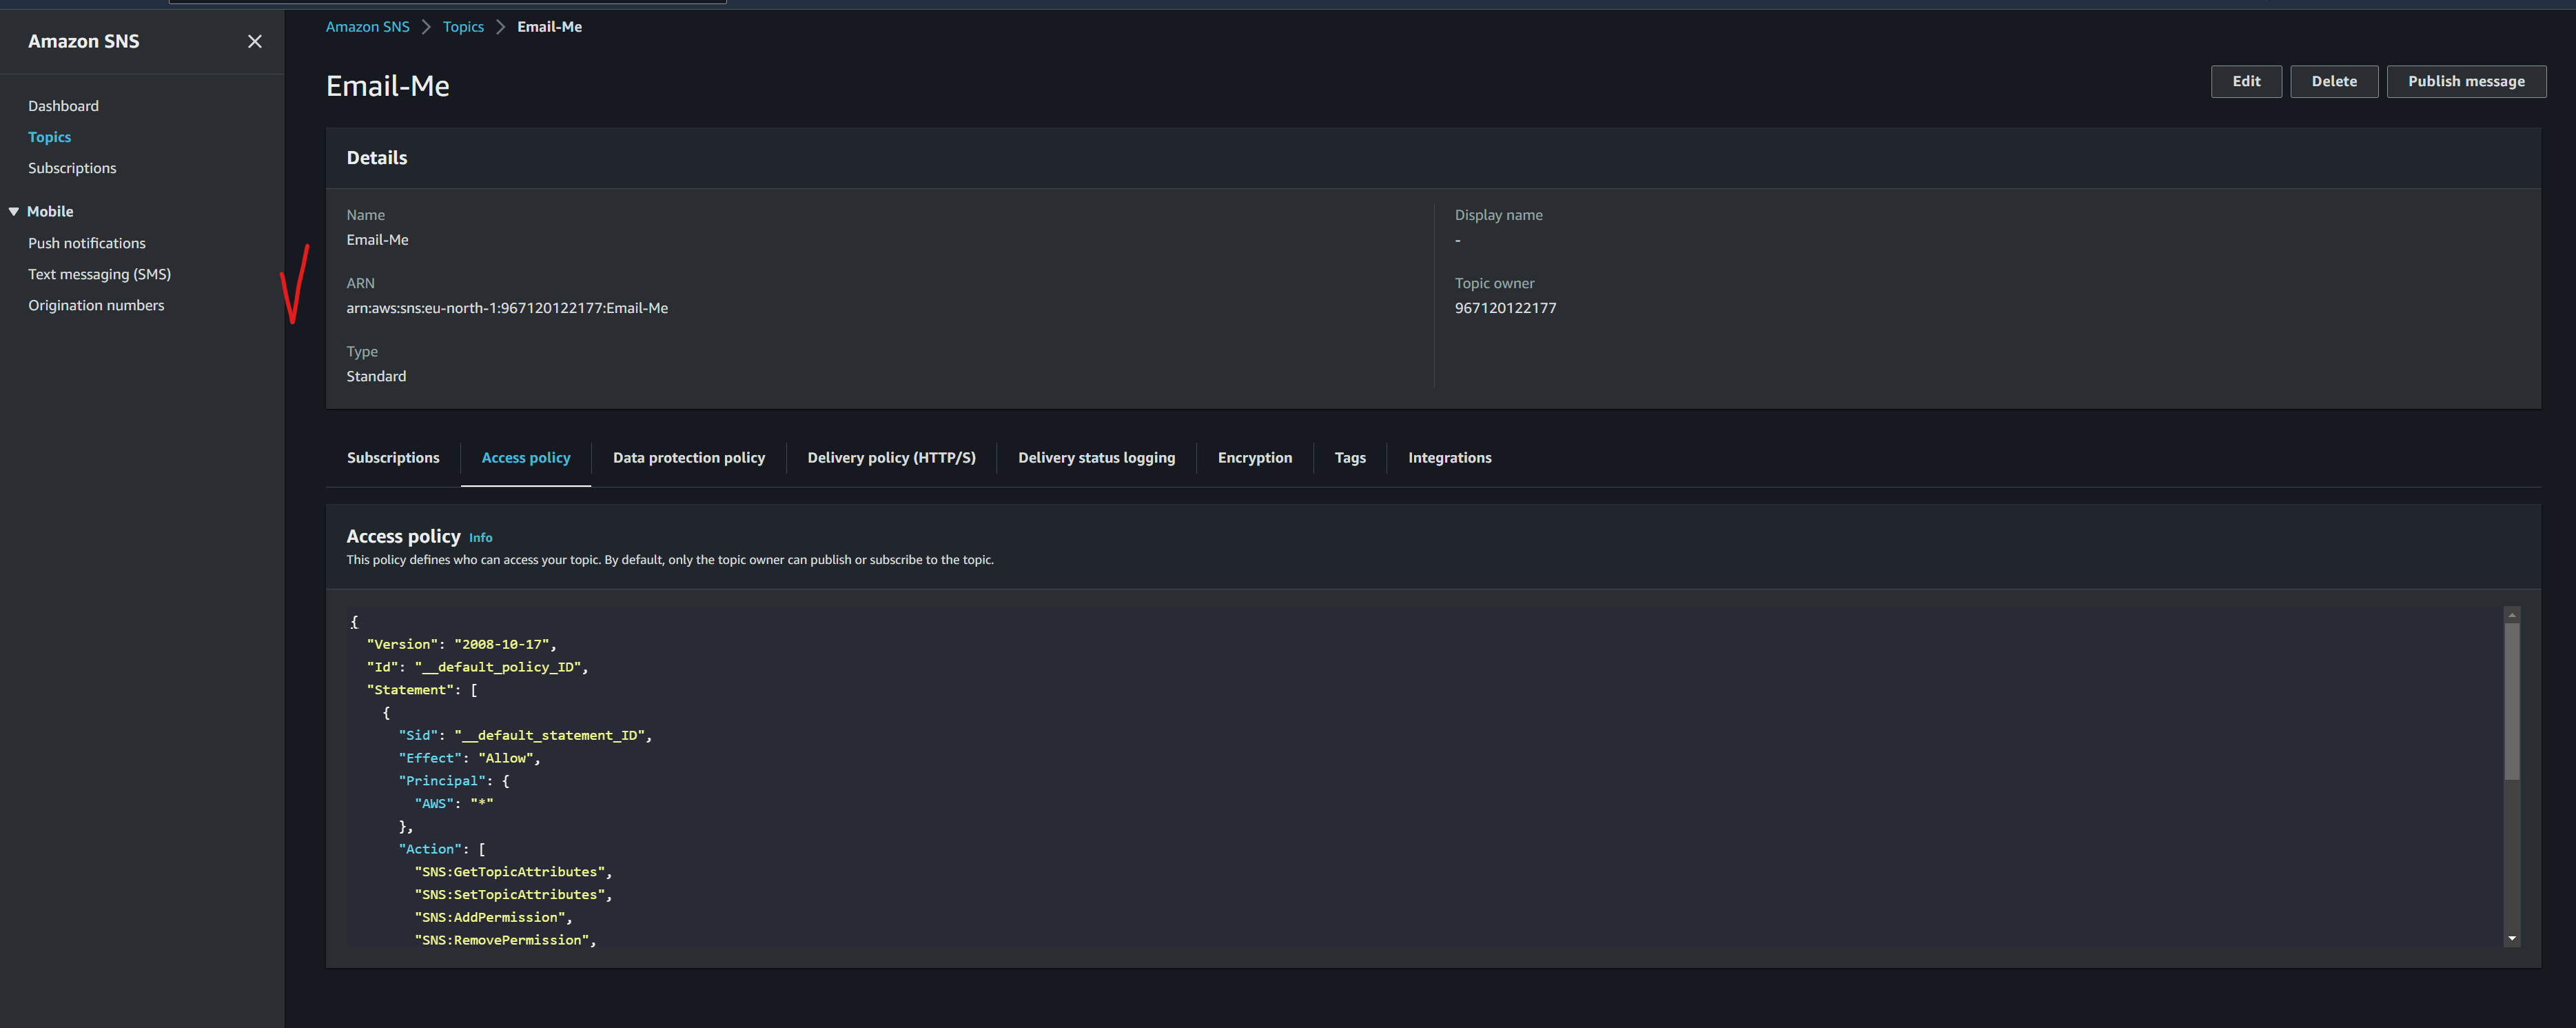 Amazon SNS
Dashboard
Topics
Subscriptions
Mobile
Push notifications
Text messaging (SMS)
Origination numbers
Amazon SNS > Topics > Email-Me
Email-Me
Edit
Delete
Publish message
Details
Name
Email-Me
ARN
arn:aws:sns:eu-north-1:967120122177:Email-Me
Type
Standard
Display name
-
Topic owner
967120122177
Subscriptions
Access policy
Data protection policy
Delivery policy (HTTP/S)
Delivery status logging
Encryption
Tags
Integrations
Access policy Info
This policy defines who can access your topic. By default, only the topic owner can publish or subscribe to the topic.
{
"Version": "2008-10-17",
"Id": "__default_policy_ID",
"Statement": [
{
"Sid": "__default_statement_ID",
"Effect": "Allow",
"Principal": {
"AWS": "*"
},
"Action": [
"SNS:GetTopicAttributes",
"SNS:SetTopicAttributes",
"SNS:AddPermission",
"SNS:RemovePermission",